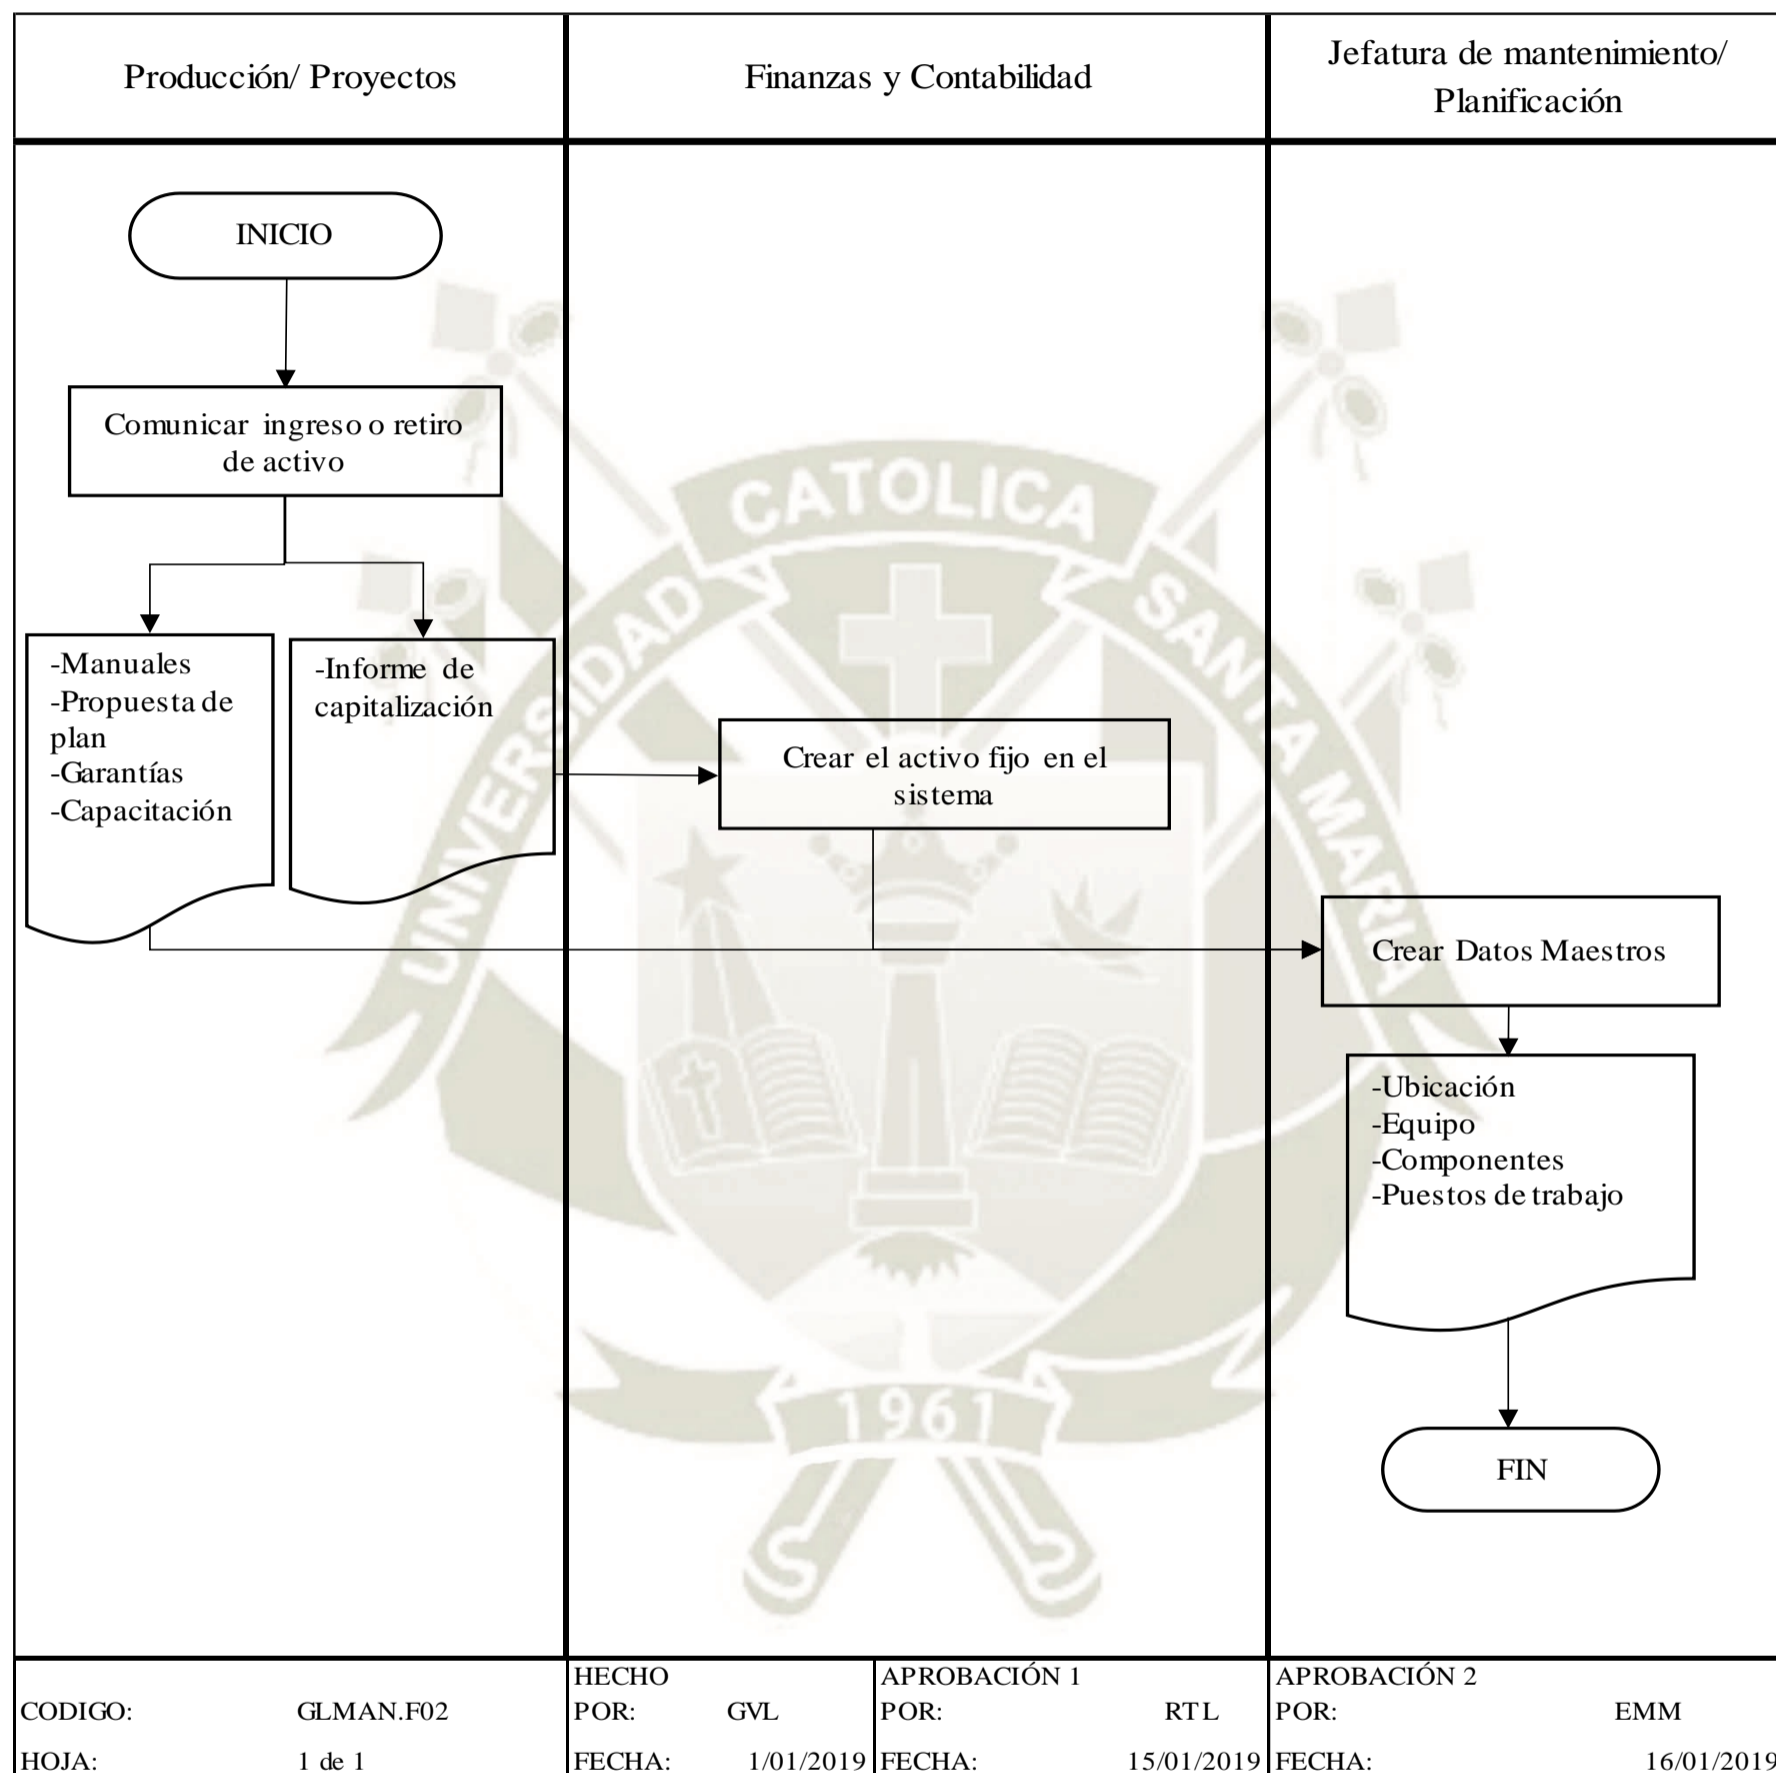 Producción/ Proyectos
Finanzas y Contabilidad
Jefatura de mantenimiento/
Planificación
INICIO
Comunicar ingreso o retiro
de activo
-Manuales
-Propuesta de
plan
-Garantías
-Capacitación
-Informe de
capitalización
Crear el activo fijo en el
sistema
Crear Datos Maestros
-Ubicación
-Equipo
-Componentes
-Puestos de trabajo
FIN
UNIVERSIDAD CATOLICA SANTA MARIA
1961
CODIGO: GLMAN.F02
HOJA: 1 de 1
HECHO
POR: GVL
FECHA: 1/01/2019
APROBACIÓN 1
POR: RTL
FECHA: 15/01/2019
APROBACIÓN 2
POR: EMM
FECHA: 16/01/2019